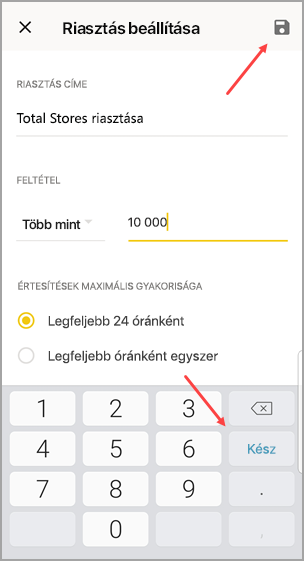 Riasztás beállítása
RIASZTÁS CÍME
Total Stores riasztása
FELTÉTEL
Több mint
10 000
ÉRTESÍTÉSEK MAXIMÁLIS GYAKORISÁGA
Legfeljebb 24 óránként
Legfeljebb óránként egyszer
1 2 3
4 5 6 Kész
7 8 9 .
0 ,